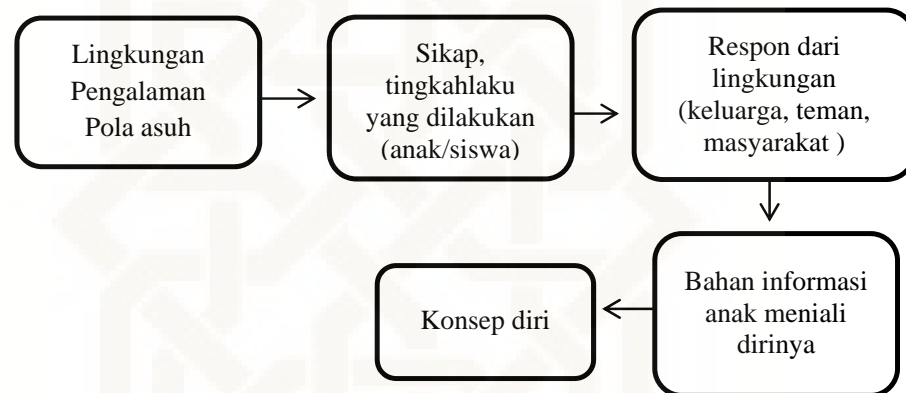 Lingkungan
Pengalaman
Pola asuh
Sikap,
tingkahlaku
yang dilakukan
(anak/siswa)
Respon dari
lingkungan
(keluarga, teman,
masyarakat )
Bahan informasi
anak meniali
dirinya
Konsep diri